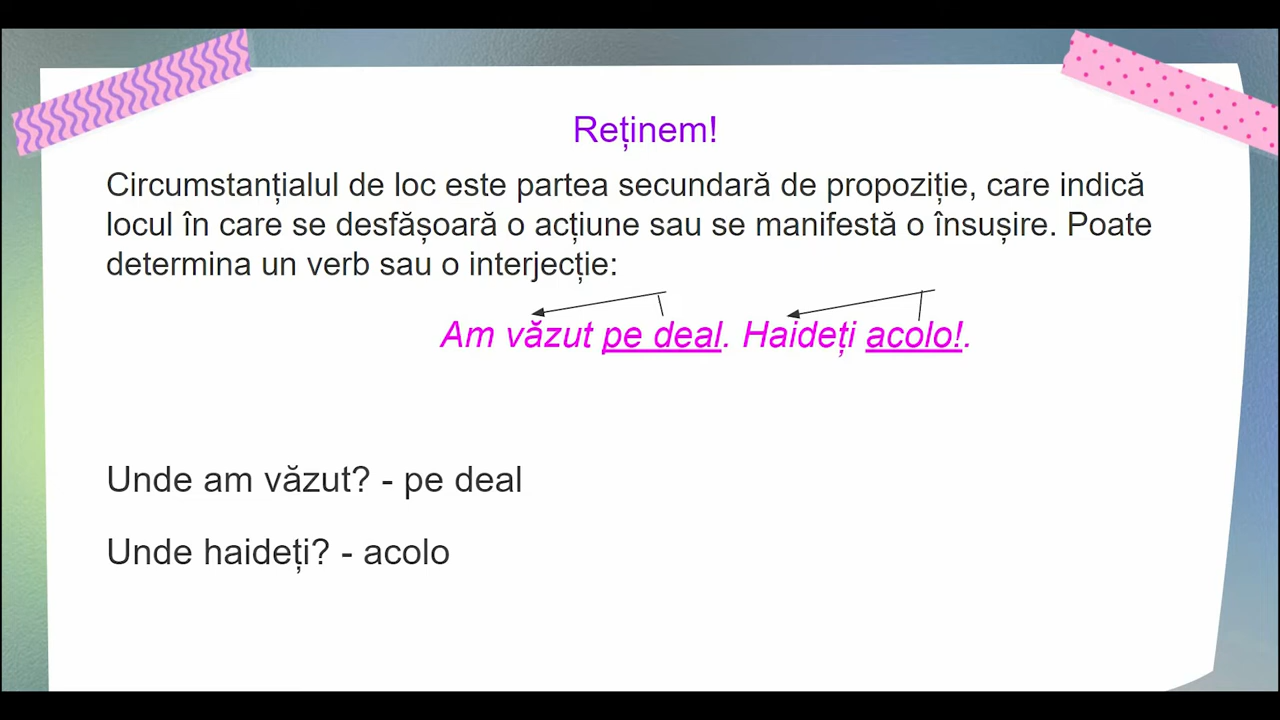 Reținem!
Circumstanțialul de loc este partea secundară de propoziție, care indică
locul în care se desfășoară o acțiune sau se manifestă o însușire. Poate
determina un verb sau o interjecție:
Am văzut pe deal. Haideți acolo!.
Unde am văzut? - pe deal
Unde haideți? - acolo